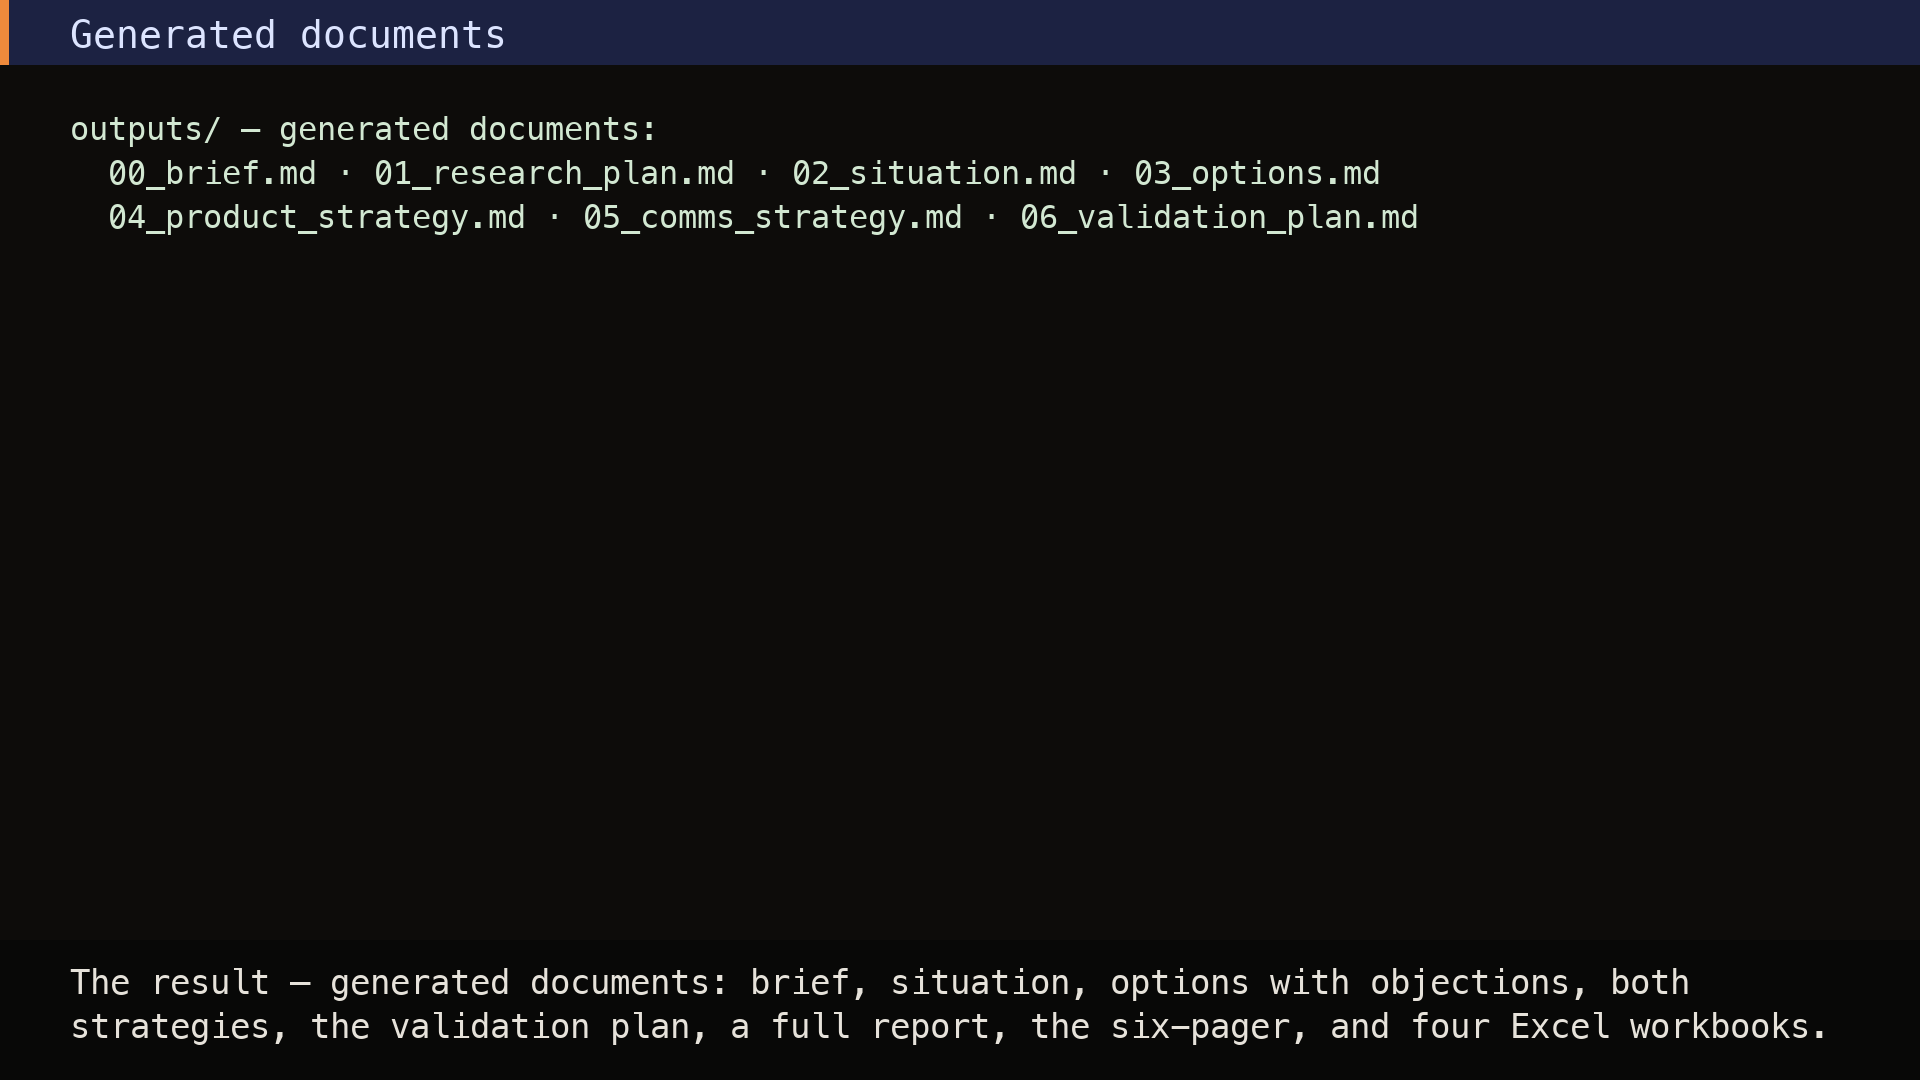 Generated documents
outputs/ — generated documents:
00_brief.md · 01_research_plan.md · 02_situation.md · 03_options.md
04_product_strategy.md · 05_comms_strategy.md · 06_validation_plan.md
The result — generated documents: brief, situation, options with objections, both
strategies, the validation plan, a full report, the six-pager, and four Excel workbooks.